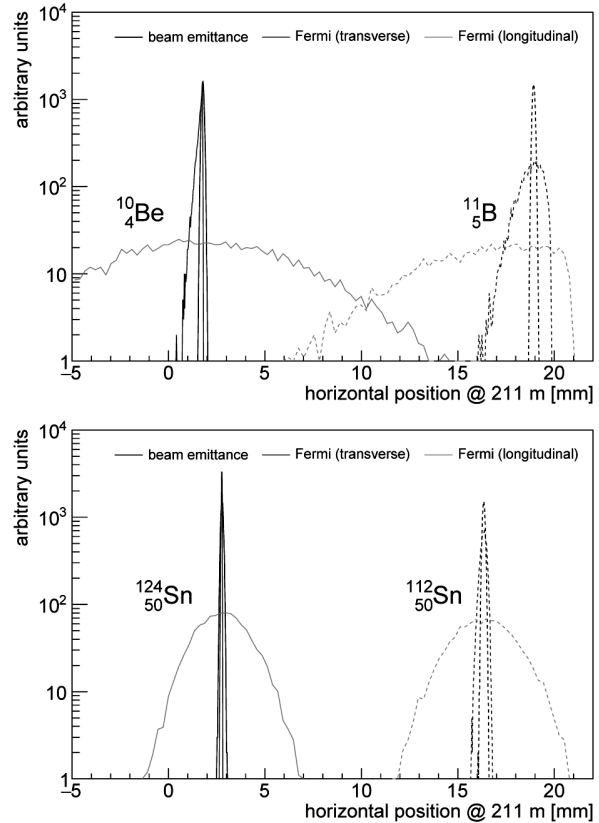 arbitrary units
10⁴
10³
10²
10
1
beam emittance Fermi (transverse) Fermi (longitudinal)
¹⁰₄Be
¹¹₅B
−5 0 5 10 15 20
horizontal position @ 211 m [mm]
arbitrary units
10⁴
10³
10²
10
1
beam emittance Fermi (transverse) Fermi (longitudinal)
¹²⁴₅₀Sn
¹¹²₅₀Sn
−5 0 5 10 15 20
horizontal position @ 211 m [mm]